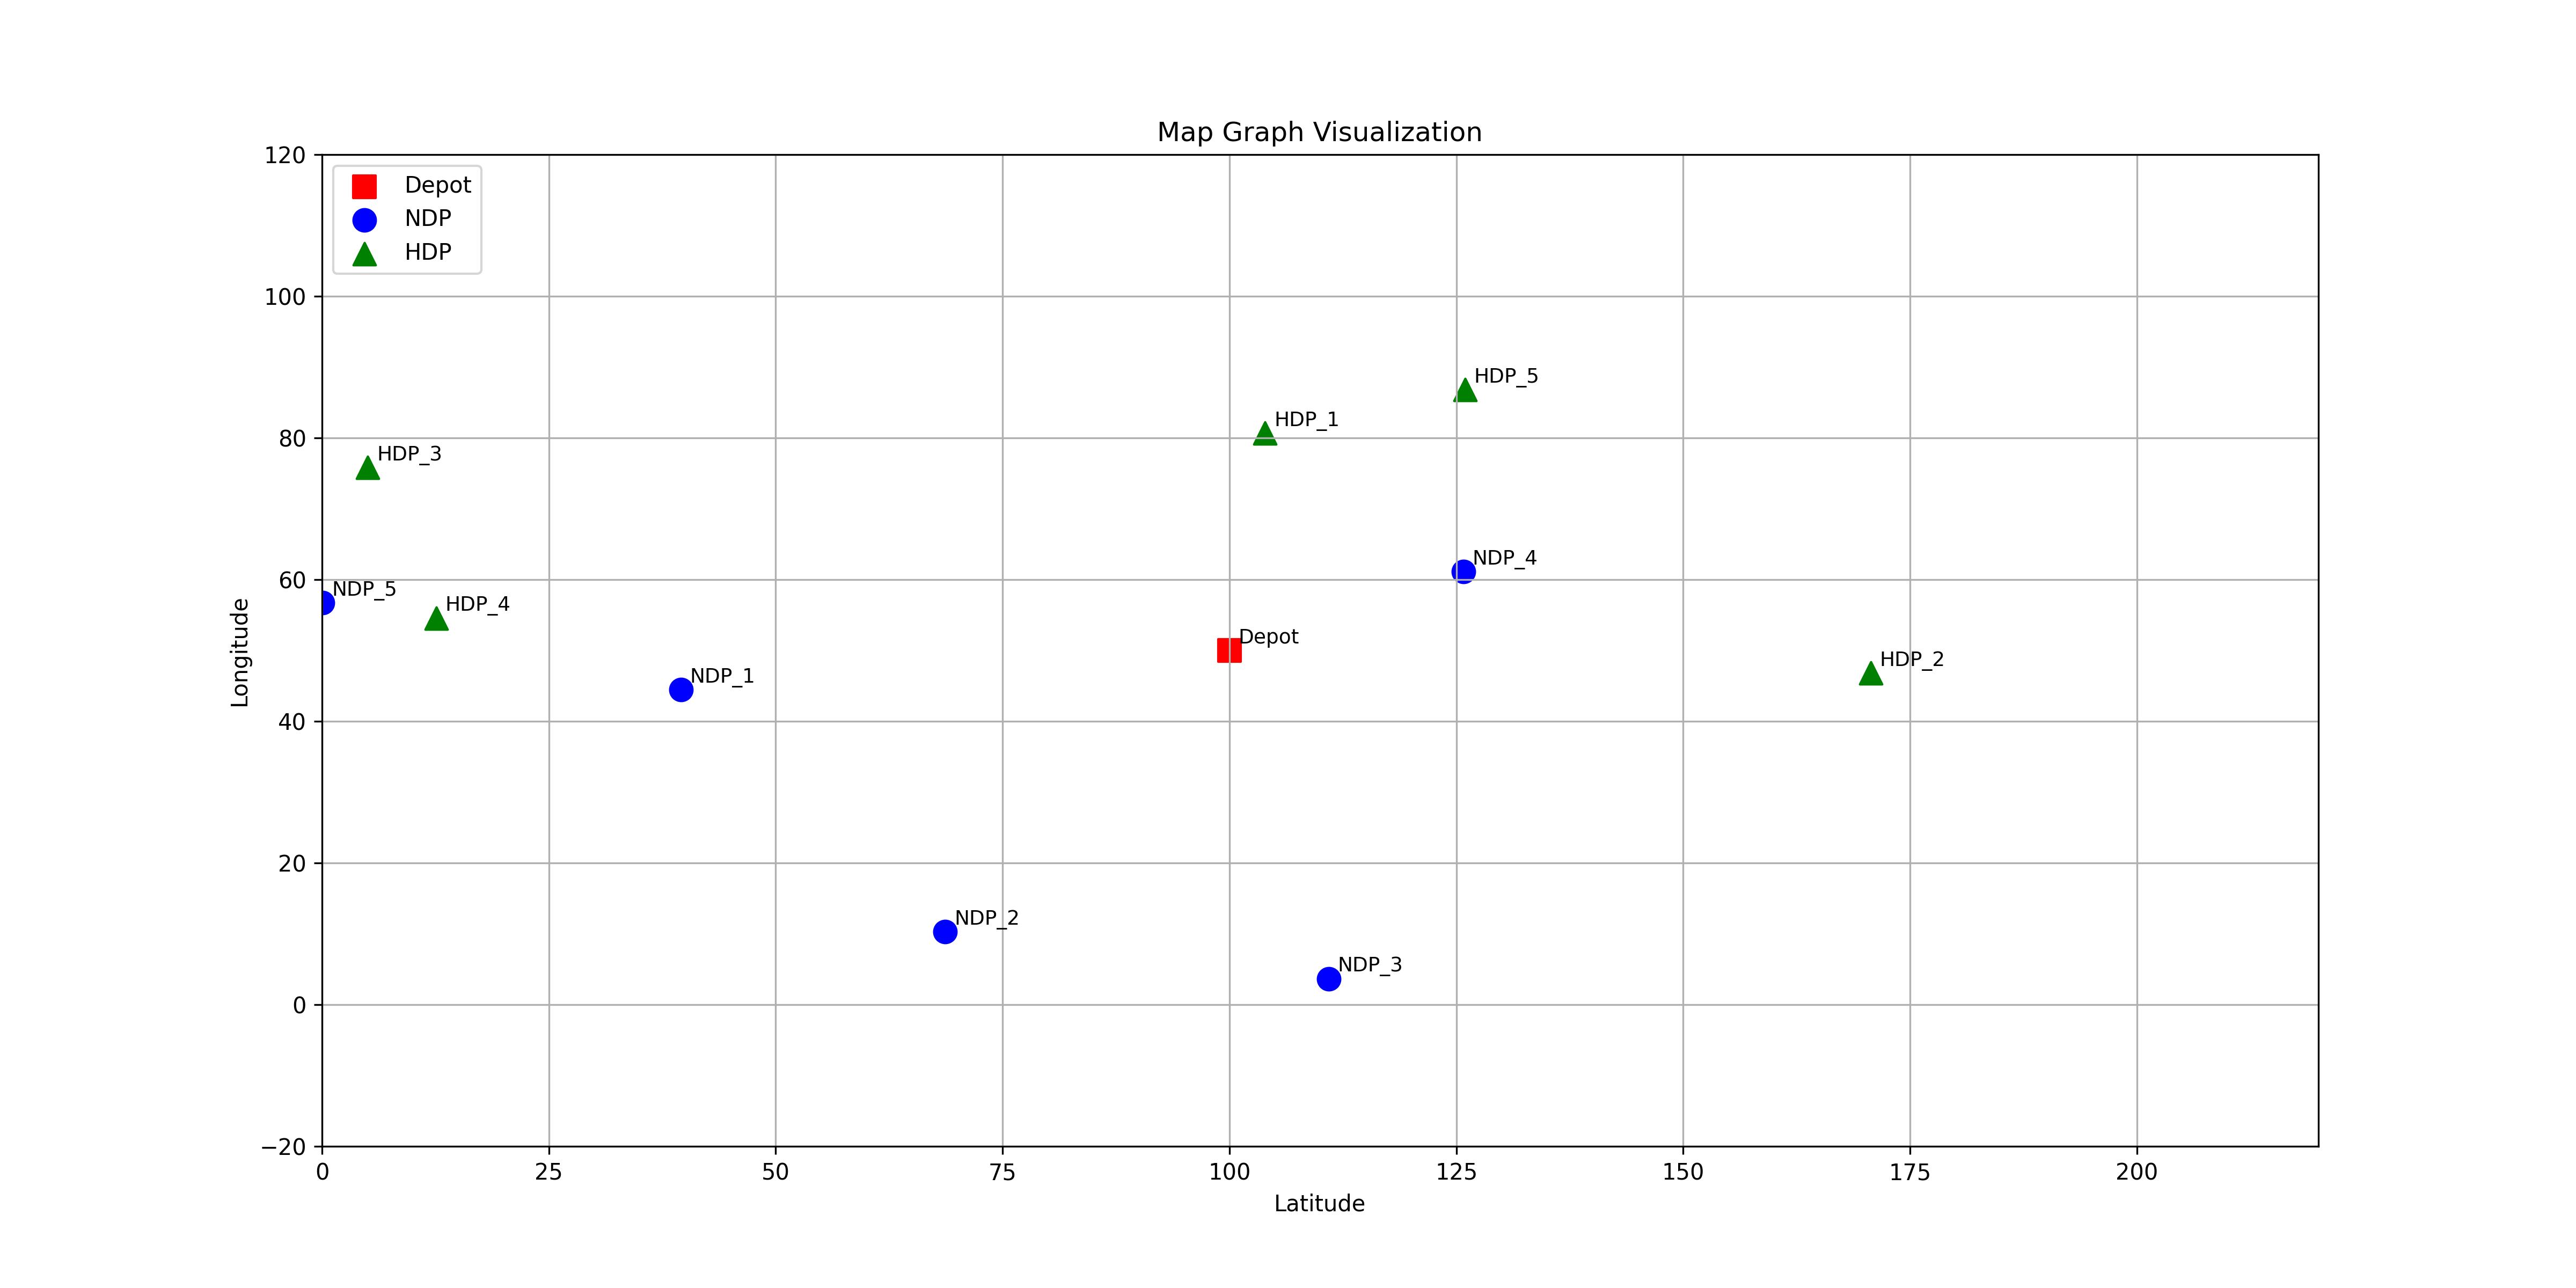 Map Graph Visualization
120
100
80
60
40
20
0
−20
Longitude
Depot
NDP
HDP
HDP_5
HDP_1
HDP_3
NDP_4
NDP_5
HDP_4
Depot
HDP_2
NDP_1
NDP_2
NDP_3
0 25 50 75 100 125 150 175 200
Latitude